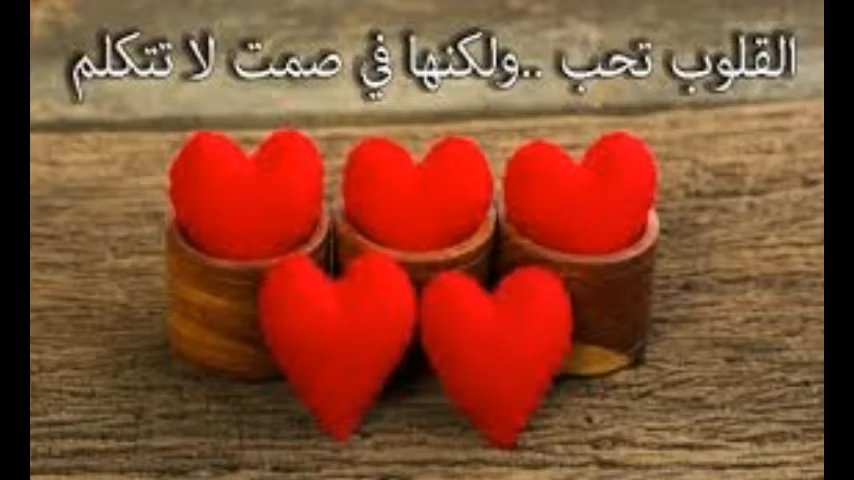 القلوب تحب ..ولكنها في صمت لا تتكلم